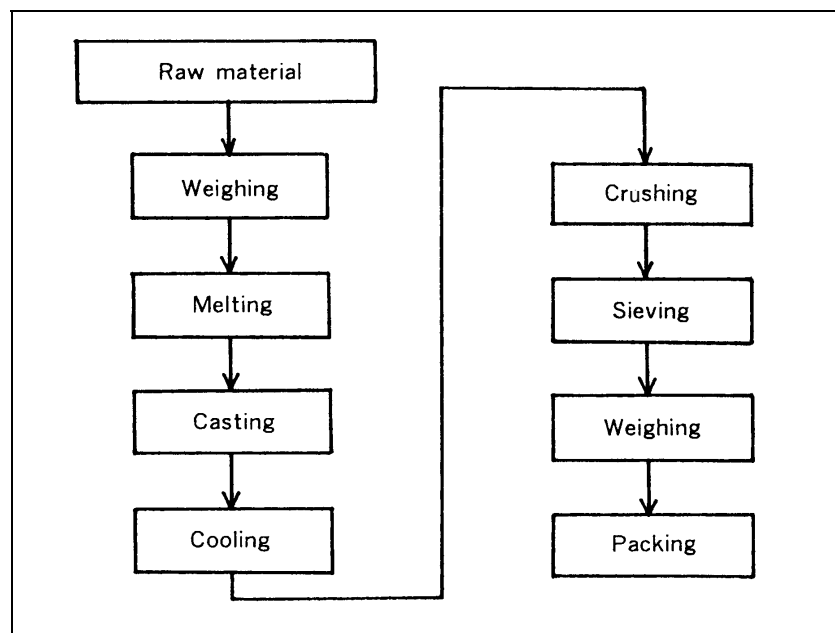 Raw material
Weighing
Melting
Casting
Cooling
Crushing
Sieving
Weighing
Packing